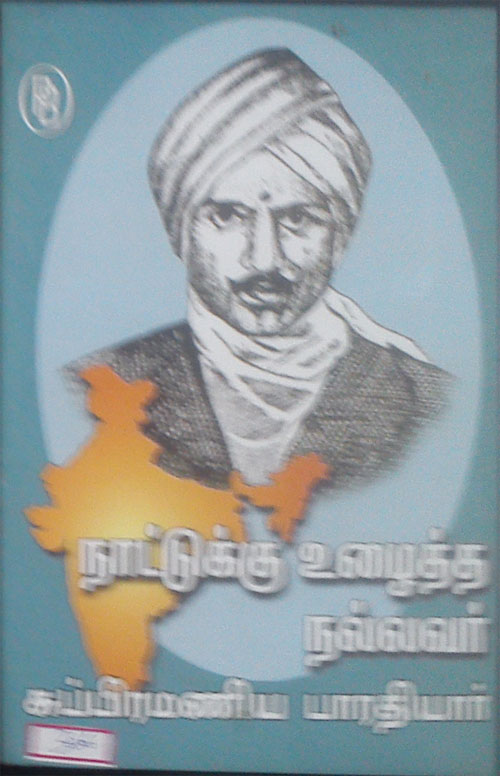 நாட்டுக்கு உழைத்த
நல்லவர்
சுப்பிரமணிய பாரதியார்